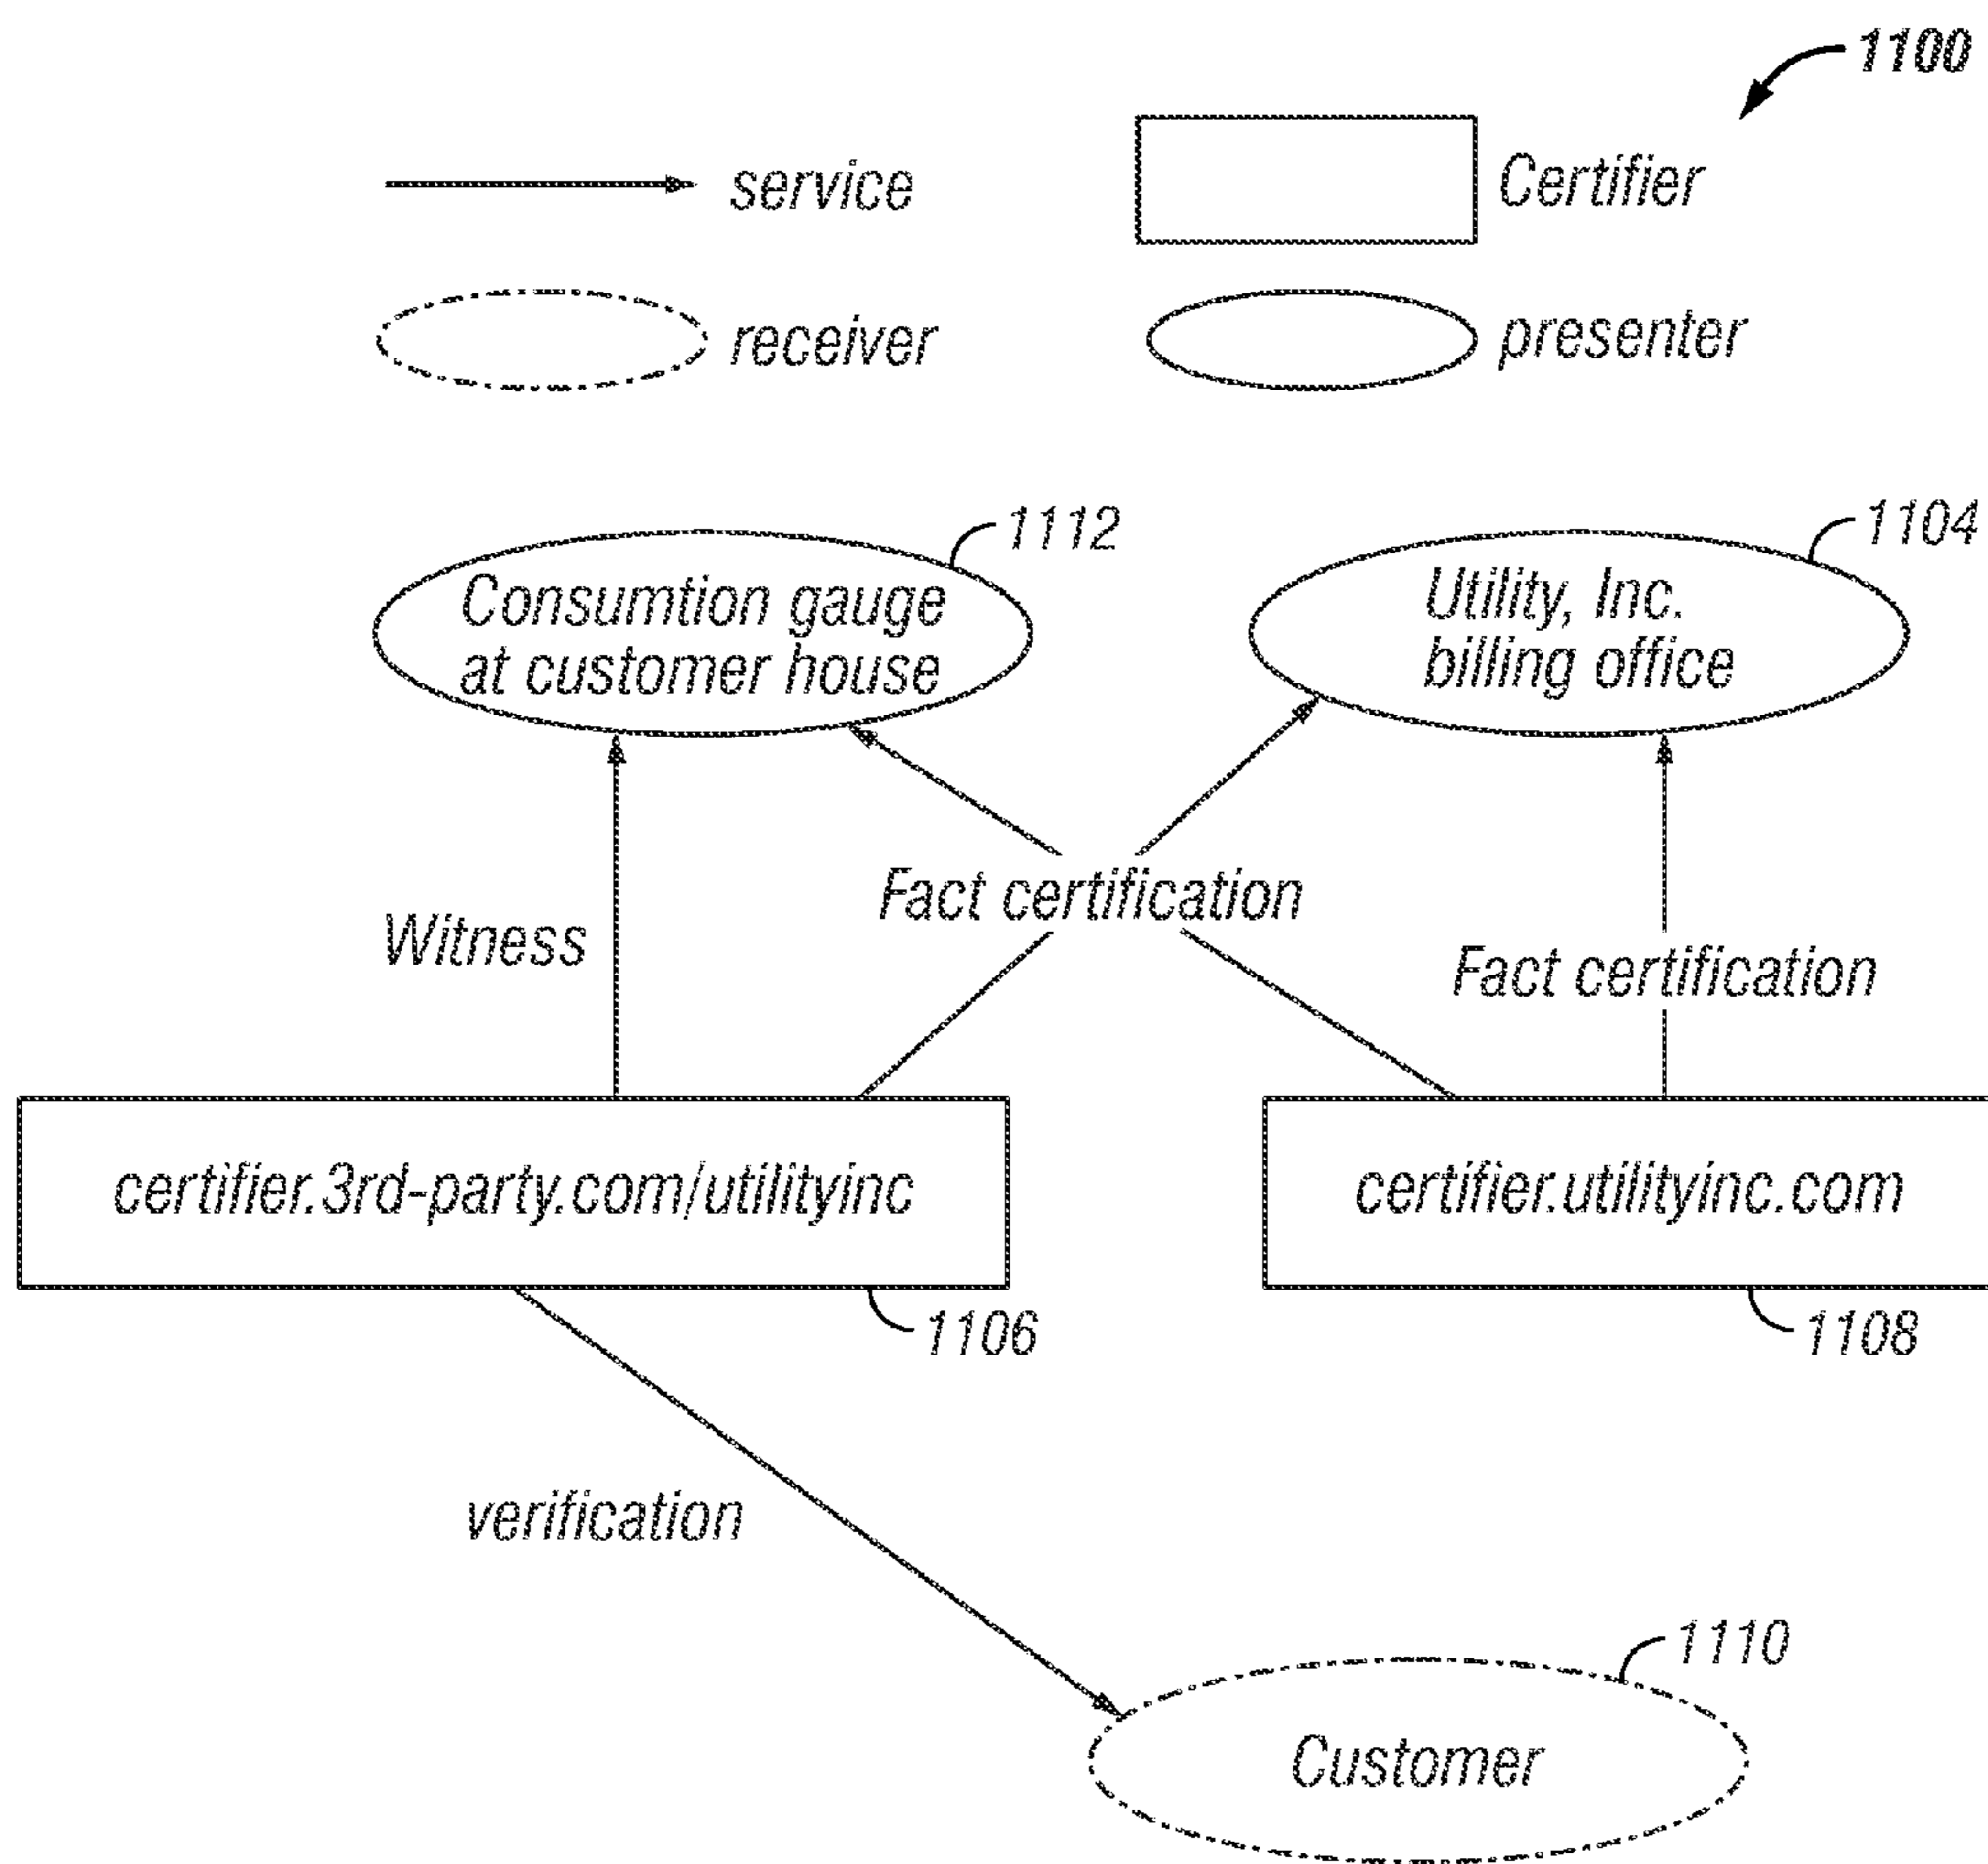 1100
service
Certifier
receiver
presenter
1112
1104
Consumtion gauge
at customer house
Utility, Inc.
billing office
Fact certification
Witness
Fact certification
certifier.3rd-party.com/utilityinc
certifier.utilityinc.com
1106
1108
verification
1110
Customer